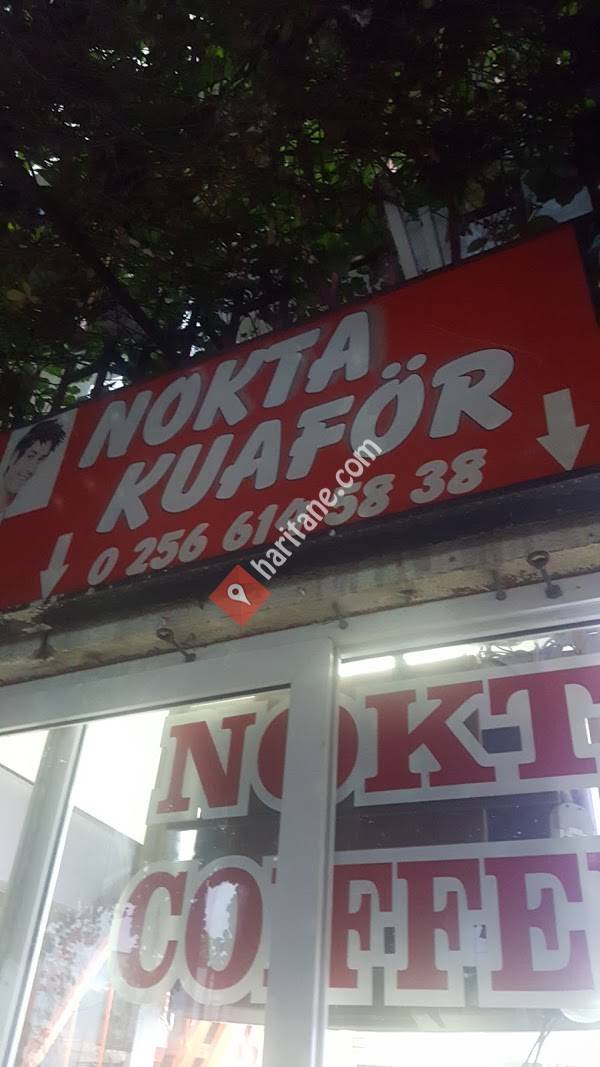 NOKTA
KUAFÖR
0 256 614 58 38
haritane.com
NOKT
COFFE